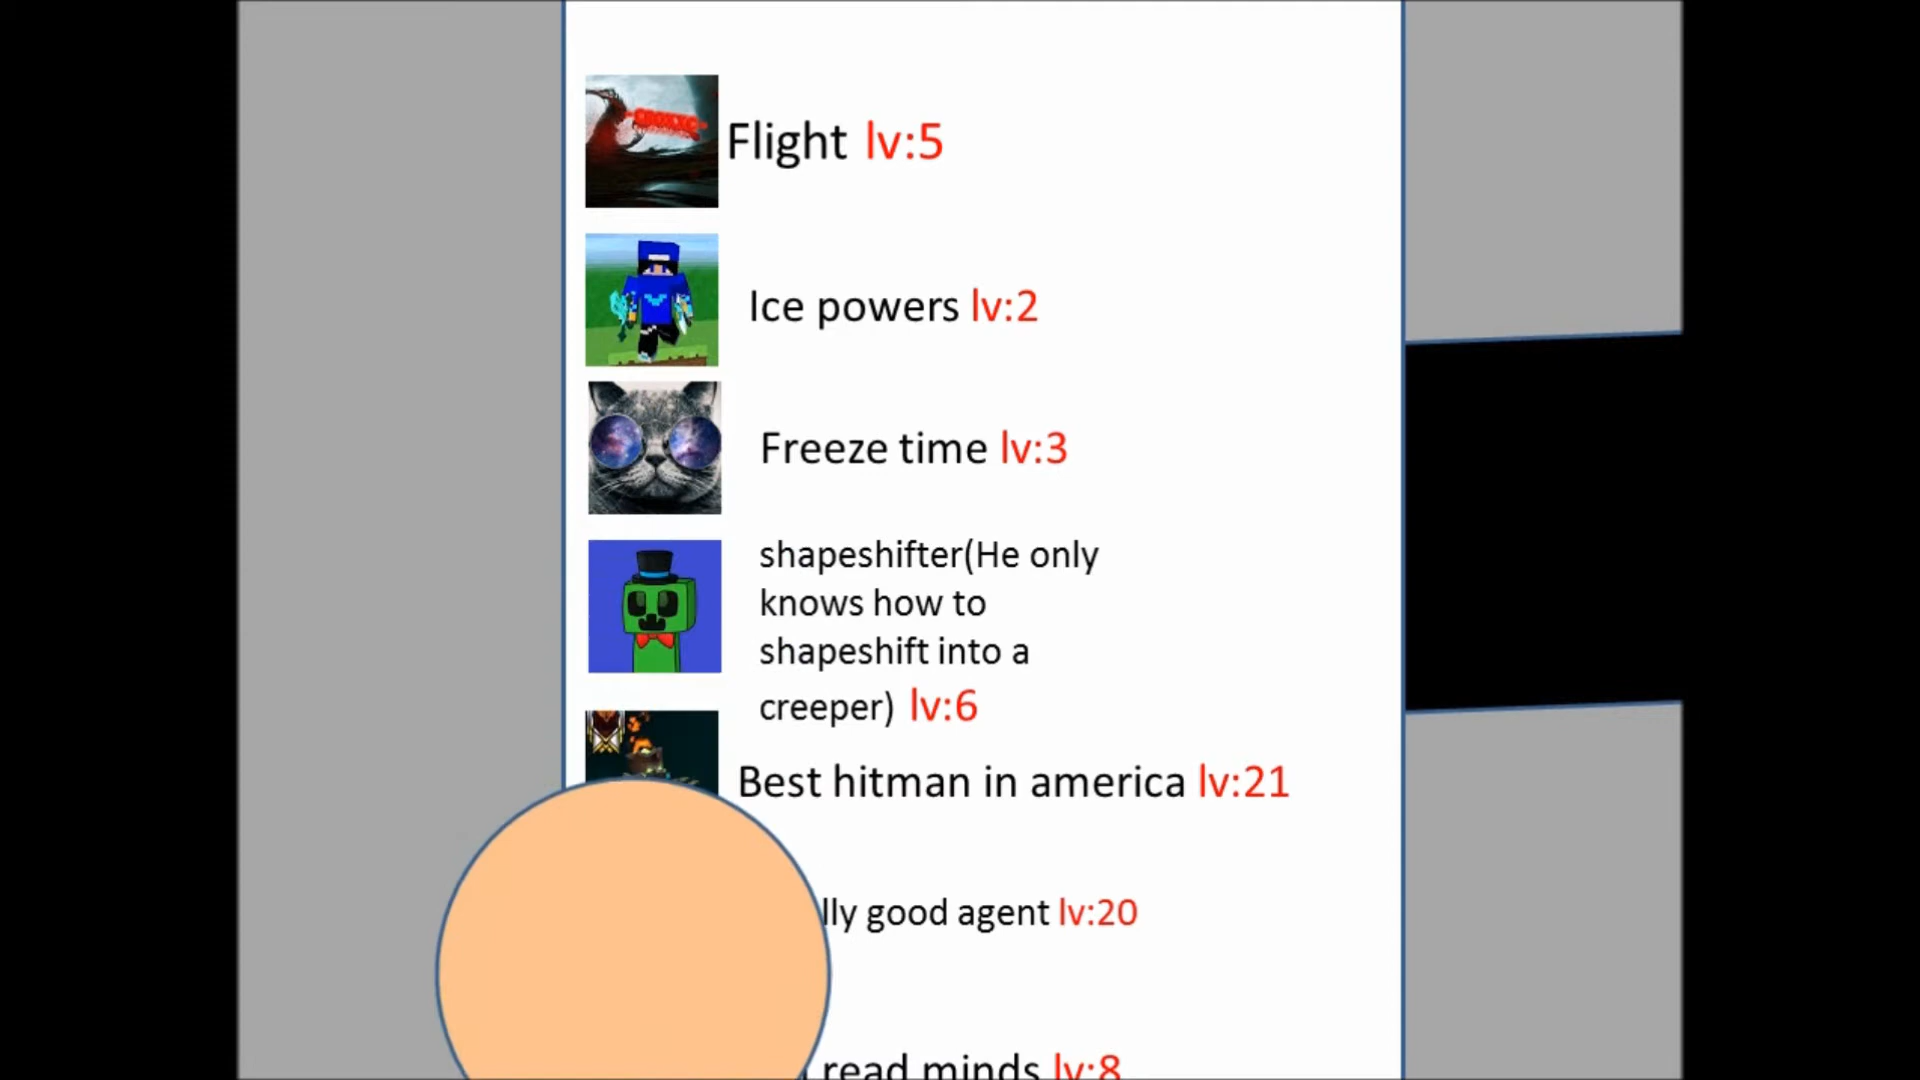 Flight lv:5
Ice powers lv:2
Freeze time lv:3
shapeshifter(He only
knows how to
shapeshift into a
creeper) lv:6
Best hitman in america lv:21
lly good agent lv:20
read minds lv:8